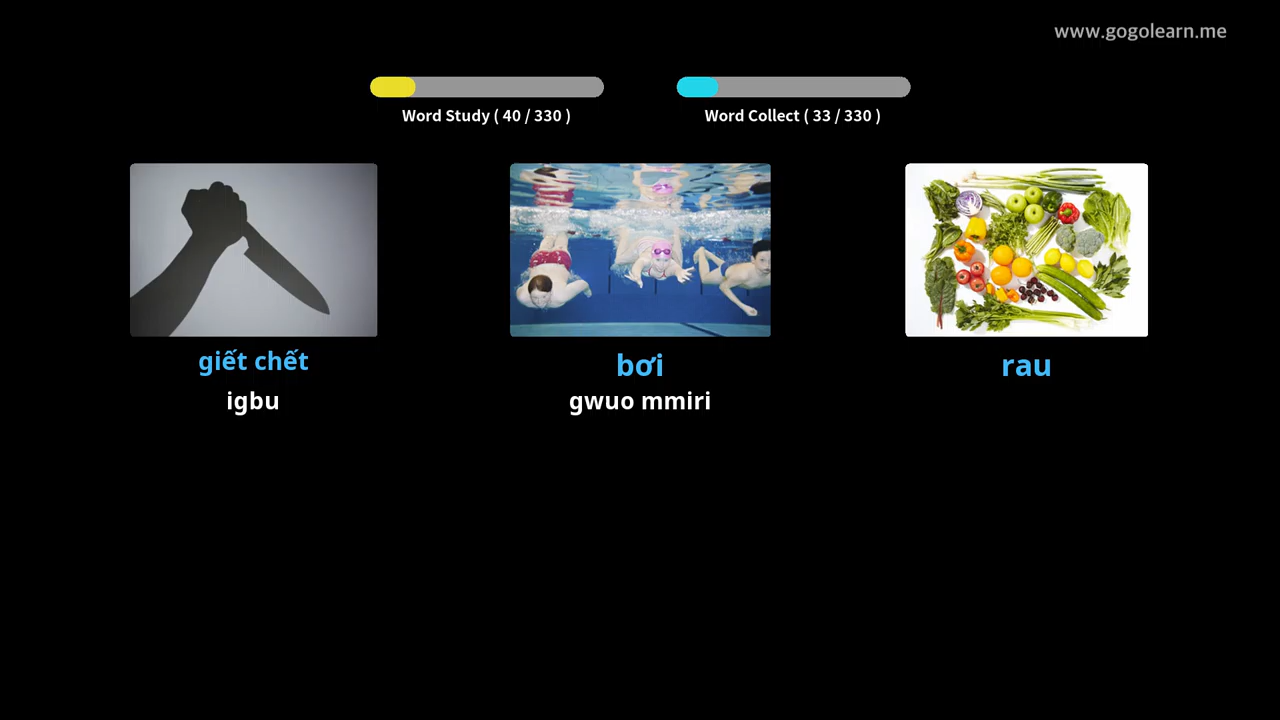 www.gogolearn.me
Word Study ( 40 / 330 )
Word Collect ( 33 / 330 )
giết chết
igbu
bơi
gwuo mmiri
rau